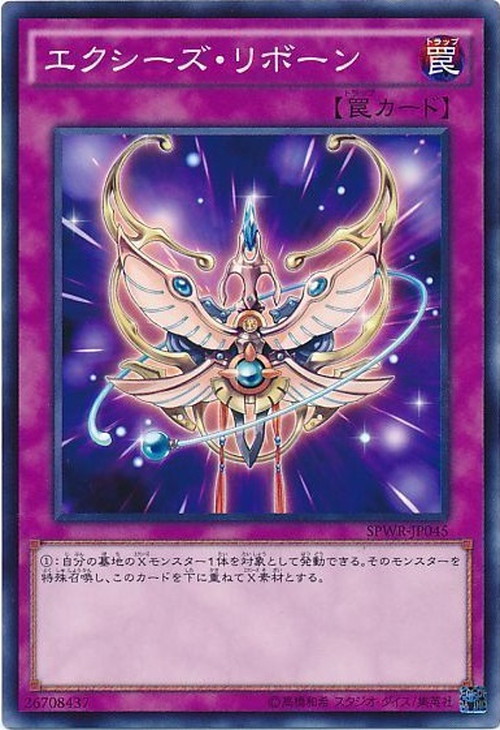 エクシーズ・リボーン
トラップ
罠
トラップ
【罠カード】
SPWR-JP045
①:自分の墓地のXモンスター1体を対象として発動できる。そのモンスターを
特殊召喚し、このカードを下に重ねてX素材とする。
26708437
©高橋和希 スタジオ・ダイス/集英社